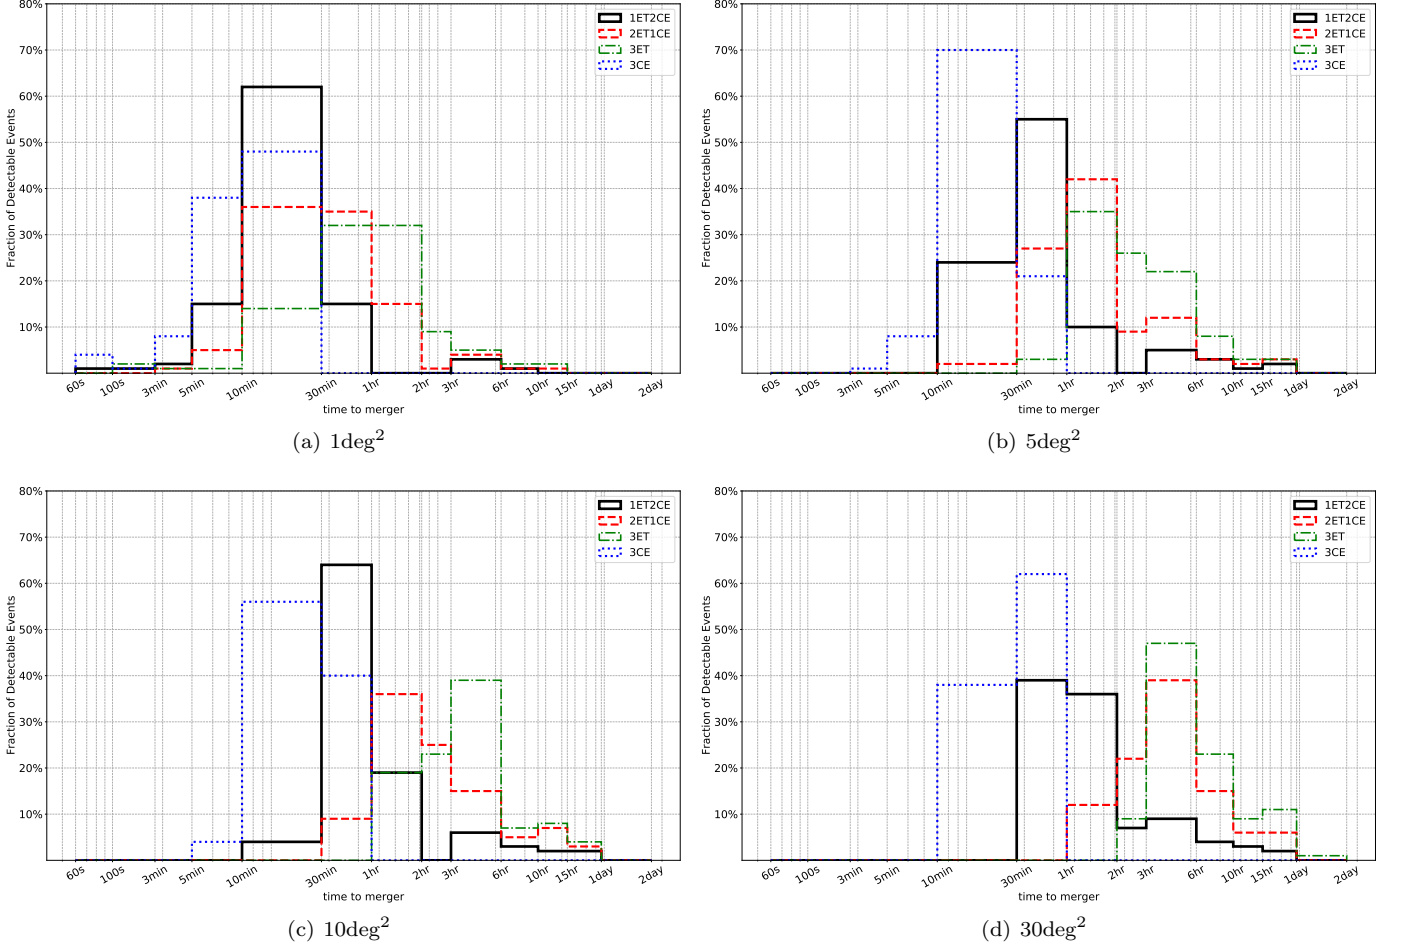 80%
70%
60%
50%
40%
30%
20%
10%
Fraction of Detectable Events
60s 100s 3min 5min 10min 30min 1hr 2hr 3hr 6hr 10hr 15hr 1day 2day
time to merger
1ET2CE
2ET1CE
3ET
3CE
(a) 1deg²
80%
70%
60%
50%
40%
30%
20%
10%
Fraction of Detectable Events
60s 100s 3min 5min 10min 30min 1hr 2hr 3hr 6hr 10hr 15hr 1day 2day
time to merger
1ET2CE
2ET1CE
3ET
3CE
(b) 5deg²
80%
70%
60%
50%
40%
30%
20%
10%
Fraction of Detectable Events
60s 100s 3min 5min 10min 30min 1hr 2hr 3hr 6hr 10hr 15hr 1day 2day
time to merger
1ET2CE
2ET1CE
3ET
3CE
(c) 10deg²
80%
70%
60%
50%
40%
30%
20%
10%
Fraction of Detectable Events
60s 100s 3min 5min 10min 30min 1hr 2hr 3hr 6hr 10hr 15hr 1day 2day
time to merger
1ET2CE
2ET1CE
3ET
3CE
(d) 30deg²